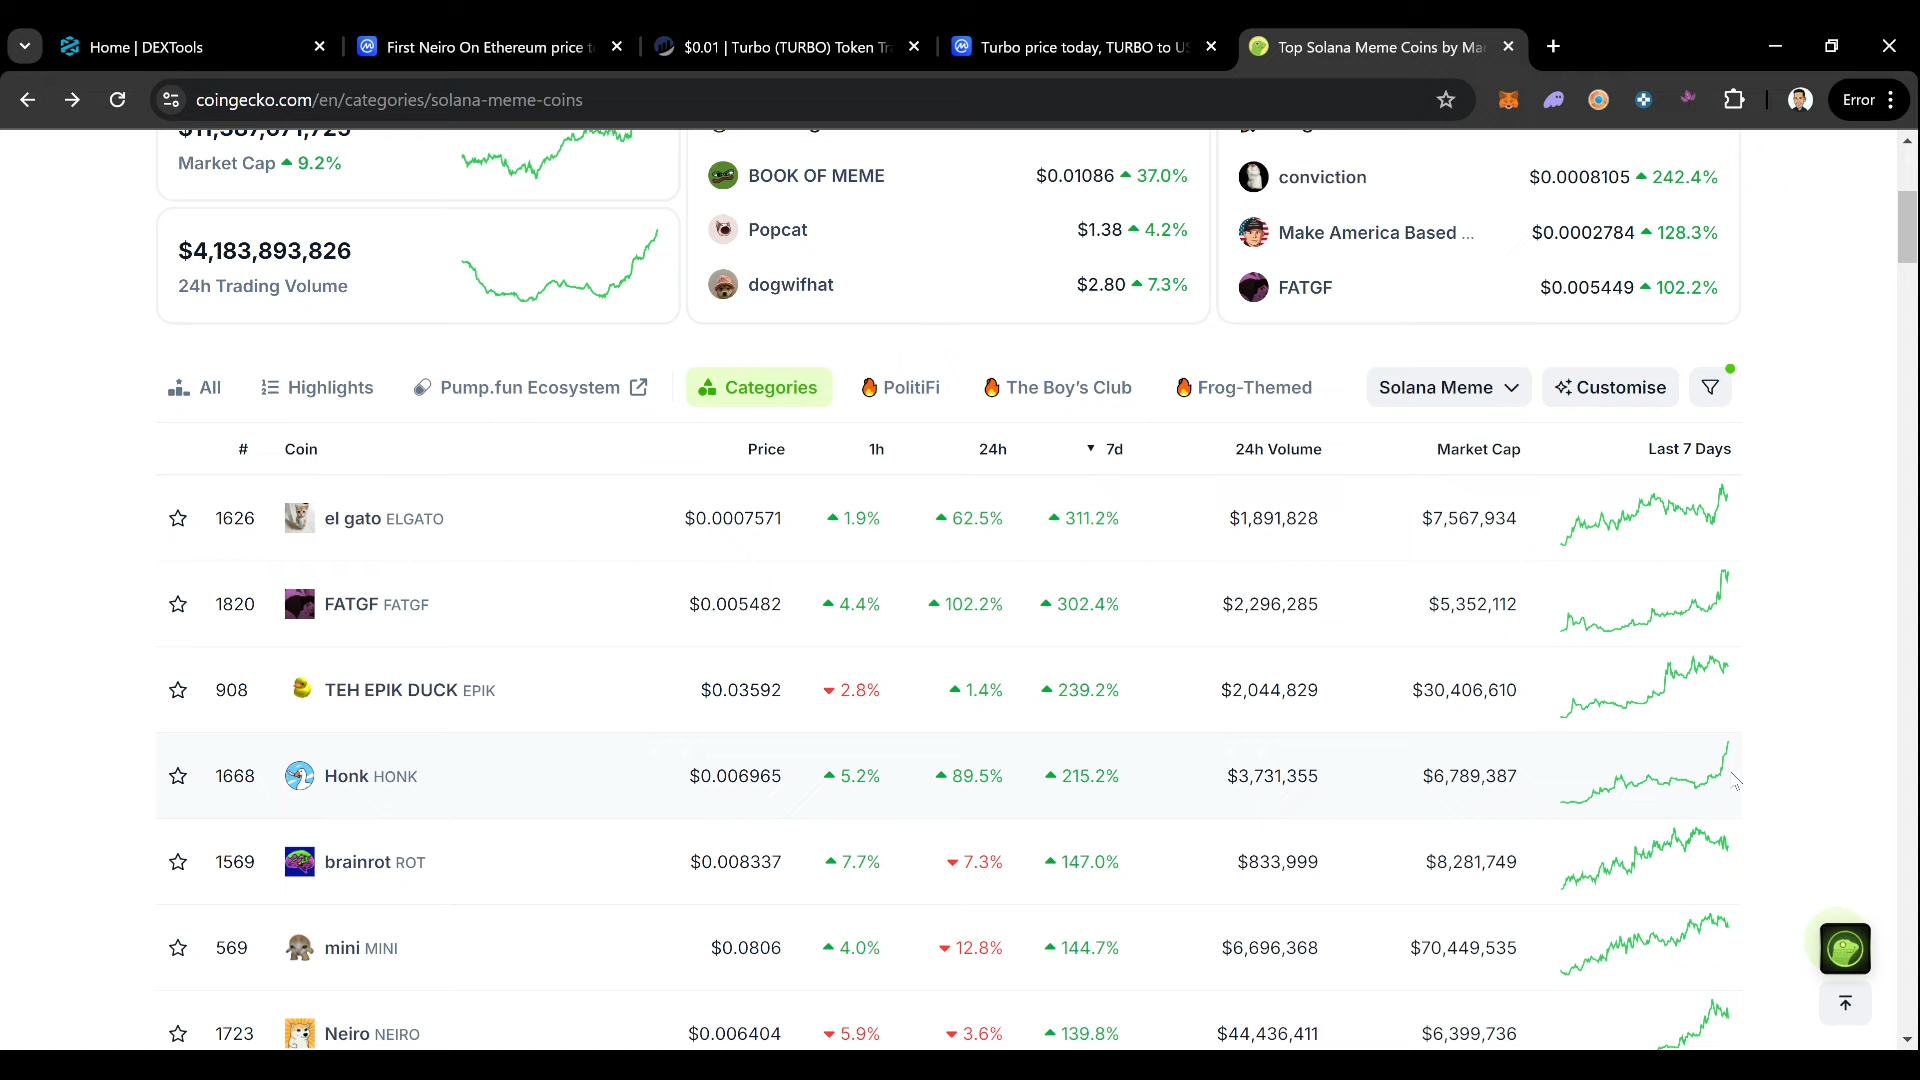 Home | DEXTools
First Neiro On Ethereum price t
$0.01 | Turbo (TURBO) Token Tr
Turbo price today, TURBO to US
Top Solana Meme Coins by Mar
coingecko.com/en/categories/solana-meme-coins
Error
Market Cap 9.2%
$4,183,893,826
24h Trading Volume
BOOK OF MEME $0.01086 37.0%
Popcat $1.38 4.2%
dogwifhat $2.80 7.3%
conviction $0.0008105 242.4%
Make America Based ... $0.0002784 128.3%
FATGF $0.005449 102.2%
All Highlights Pump.fun Ecosystem Categories PolitiFi The Boy's Club Frog-Themed Solana Meme Customise
# Coin Price 1h 24h 7d 24h Volume Market Cap Last 7 Days
1626 el gato ELGATO $0.0007571 1.9% 62.5% 311.2% $1,891,828 $7,567,934
1820 FATGF FATGF $0.005482 4.4% 102.2% 302.4% $2,296,285 $5,352,112
908 TEH EPIK DUCK EPIK $0.03592 2.8% 1.4% 239.2% $2,044,829 $30,406,610
1668 Honk HONK $0.006965 5.2% 89.5% 215.2% $3,731,355 $6,789,387
1569 brainrot ROT $0.008337 7.7% 7.3% 147.0% $833,999 $8,281,749
569 mini MINI $0.0806 4.0% 12.8% 144.7% $6,696,368 $70,449,535
1723 Neiro NEIRO $0.006404 5.9% 3.6% 139.8% $44,436,411 $6,399,736